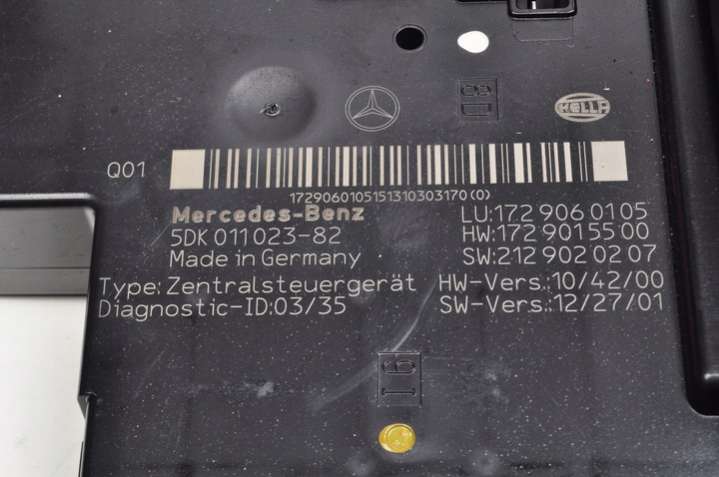 HELLA
Q01
1729060105151310303170(0)
Mercedes-Benz
5DK 011 023-82
Made in Germany
LU:172 906 01 05
HW:172 901 55 00
SW:212 902 02 07
Type: Zentralsteuergerät
Diagnostic-ID:03/35
HW-Vers.:10/42/00
SW-Vers.:12/27/01